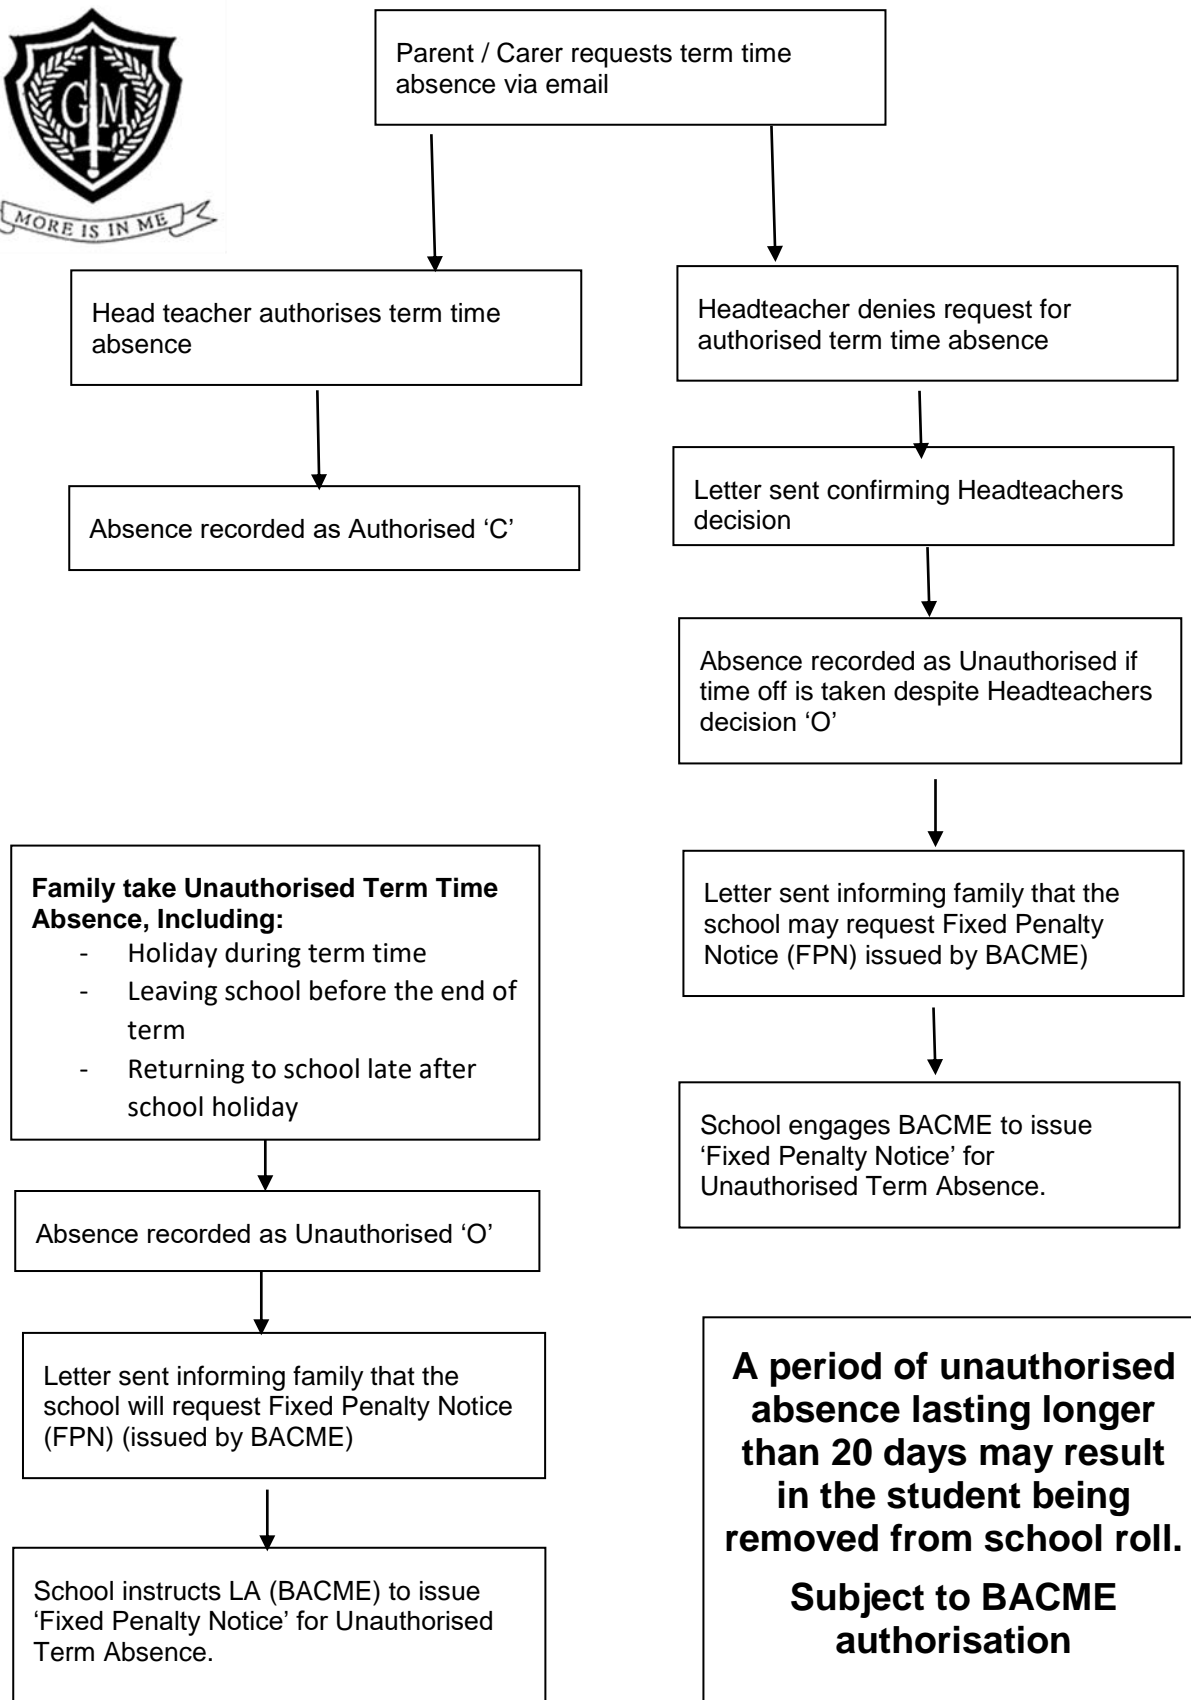 GM
MORE IS IN ME
Parent / Carer requests term time
absence via email
Head teacher authorises term time
absence
Absence recorded as Authorised ‘C’
Headteacher denies request for
authorised term time absence
Letter sent confirming Headteachers
decision
Absence recorded as Unauthorised if
time off is taken despite Headteachers
decision ‘O’
Letter sent informing family that the
school may request Fixed Penalty
Notice (FPN) issued by BACME)
School engages BACME to issue
‘Fixed Penalty Notice’ for
Unauthorised Term Absence.
Family take Unauthorised Term Time
Absence, Including:
- Holiday during term time
- Leaving school before the end of
term
- Returning to school late after
school holiday
Absence recorded as Unauthorised ‘O’
Letter sent informing family that the
school will request Fixed Penalty Notice
(FPN) (issued by BACME)
School instructs LA (BACME) to issue
‘Fixed Penalty Notice’ for Unauthorised
Term Absence.
A period of unauthorised
absence lasting longer
than 20 days may result
in the student being
removed from school roll.
Subject to BACME
authorisation